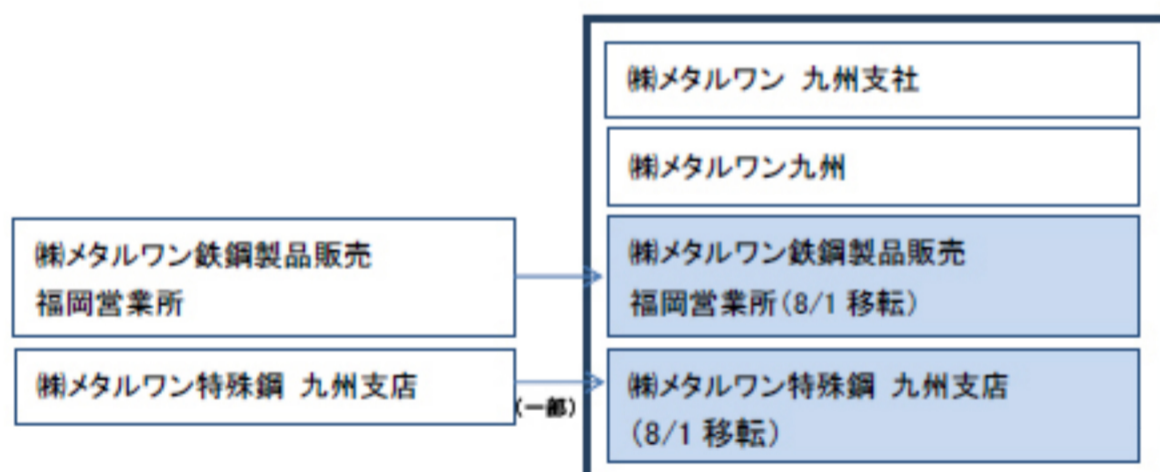 ㈱メタルワン 九州支社
㈱メタルワン九州
㈱メタルワン鉄鋼製品販売
福岡営業所
㈱メタルワン鉄鋼製品販売
福岡営業所(8/1 移転)
㈱メタルワン特殊鋼 九州支店
(一部)
㈱メタルワン特殊鋼 九州支店
(8/1 移転)